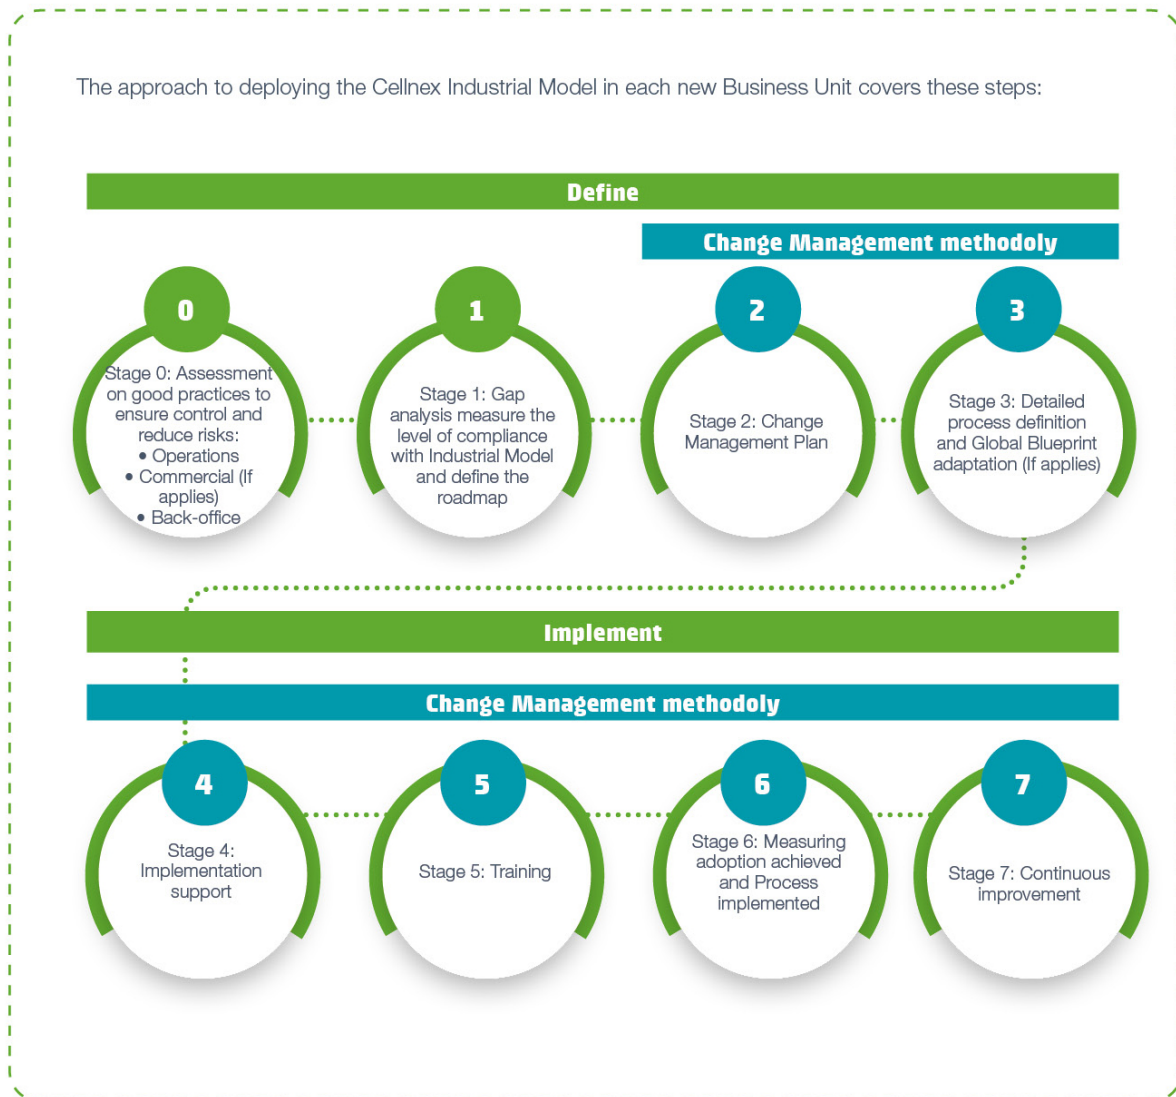 The approach to deploying the Cellnex Industrial Model in each new Business Unit covers these steps:
Define
Change Management methodoly
0
Stage 0: Assessment
on good practices to
ensure control and
reduce risks:
• Operations
• Commercial (If
applies)
• Back-office
1
Stage 1: Gap
analysis measure the
level of compliance
with Industrial Model
and define the
roadmap
2
Stage 2: Change
Management Plan
3
Stage 3: Detailed
process definition
and Global Blueprint
adaptation (If applies)
Implement
Change Management methodoly
4
Stage 4:
Implementation
support
5
Stage 5: Training
6
Stage 6: Measuring
adoption achieved
and Process
implemented
7
Stage 7: Continuous
improvement